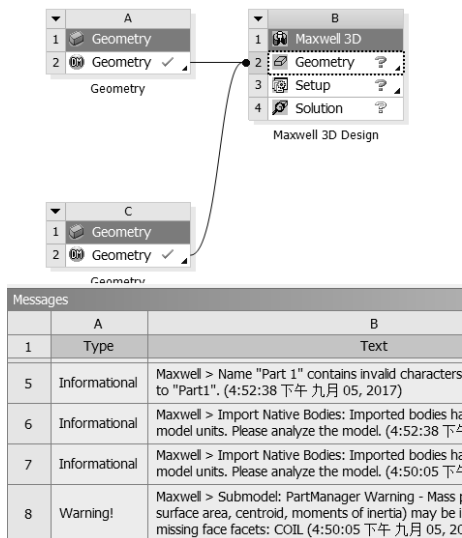 A
1 Geometry
2 Geometry
Geometry
B
1 Maxwell 3D
2 Geometry ?
3 Setup ?
4 Solution ?
Maxwell 3D Design
C
1 Geometry
2 Geometry
Geometry
Messages
A B
1 Type Text
5 Informational Maxwell > Name "Part 1" contains invalid characters
to "Part1". (4:52:38 下午 九月 05, 2017)
6 Informational Maxwell > Import Native Bodies: Imported bodies ha
model units. Please analyze the model. (4:52:38 下午
7 Informational Maxwell > Import Native Bodies: Imported bodies ha
model units. Please analyze the model. (4:50:05 下午
8 Warning! Maxwell > Submodel: PartManager Warning - Mass p
surface area, centroid, moments of inertia) may be i
missing face facets: COIL (4:50:05 下午 九月 05, 20